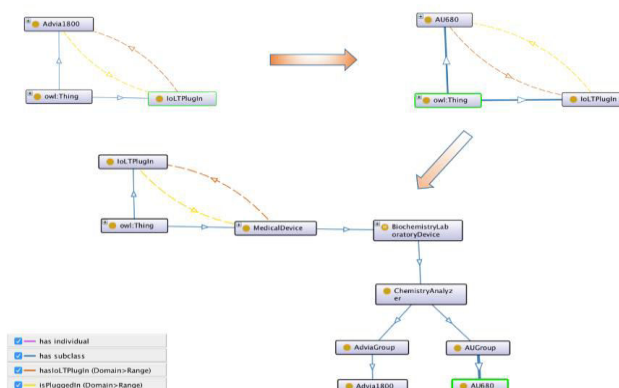 Advia1800
owl:Thing
IoLTPlugIn
AU680
owl:Thing
IoLTPlugIn
IoLTPlugIn
owl:Thing
MedicalDevice
BiochemistryLab
oratoryDevice
ChemistryAnalyz
er
AdviaGroup
AUGroup
Advia1800
AU680
has individual
has subclass
hasIoLTPlugIn (Domain>Range)
isPluggedIn (Domain>Range)